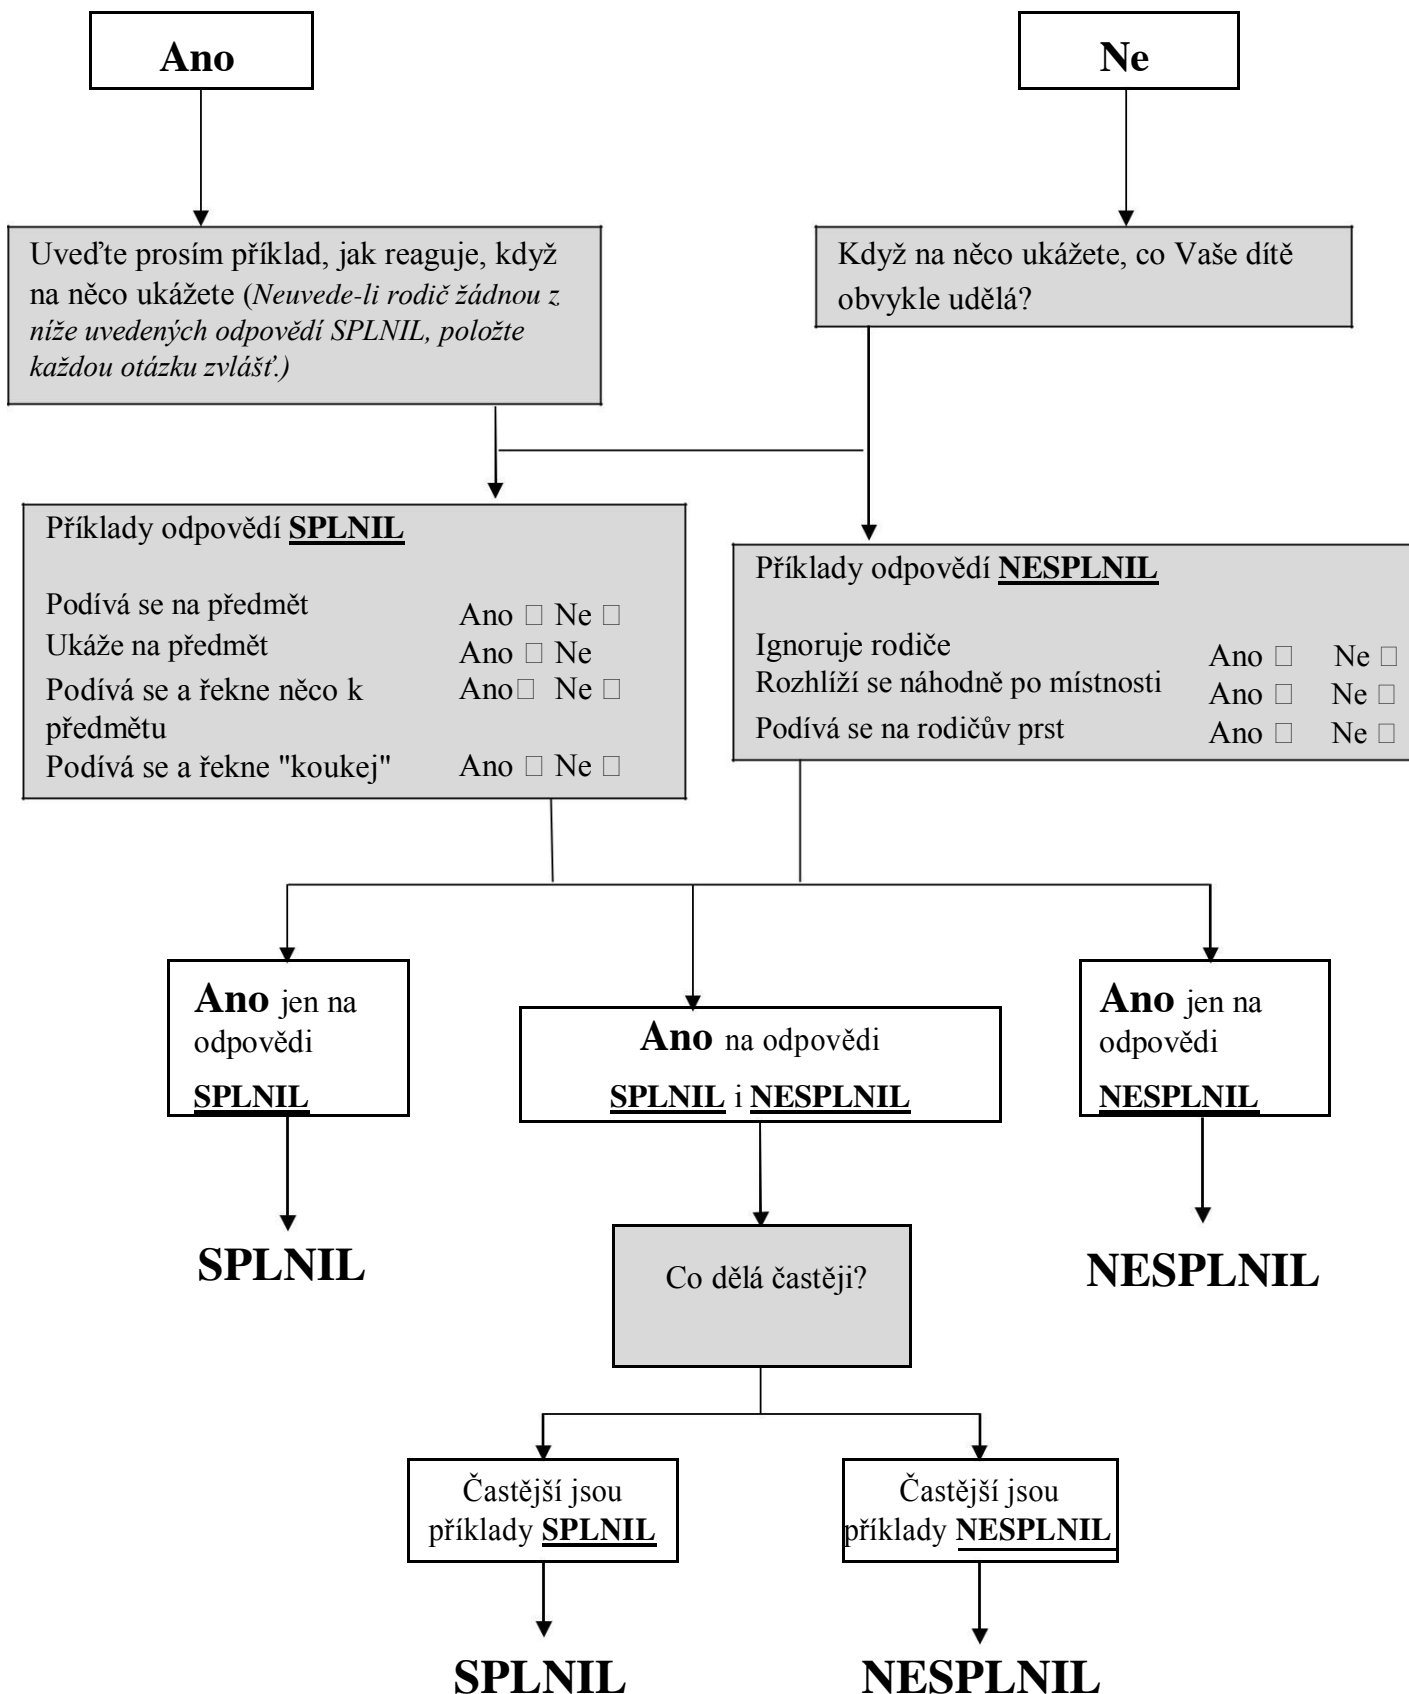 Ano
Ne
Uveďte prosím příklad, jak reaguje, když
na něco ukážete (Neuvede-li rodič žádnou z
níže uvedených odpovědí SPLNIL, položte
každou otázku zvlášť.)
Když na něco ukážete, co Vaše dítě
obvykle udělá?
Příklady odpovědí SPLNIL
Podívá se na předmět Ano □ Ne □
Ukáže na předmět Ano □ Ne
Podívá se a řekne něco k Ano□ Ne □
předmětu
Podívá se a řekne "koukej" Ano □ Ne □
Příklady odpovědí NESPLNIL
Ignoruje rodiče Ano □ Ne □
Rozhlíží se náhodně po místnosti Ano □ Ne □
Podívá se na rodičův prst Ano □ Ne □
Ano jen na
odpovědi
SPLNIL
Ano na odpovědi
SPLNIL i NESPLNIL
Ano jen na
odpovědi
NESPLNIL
SPLNIL
Co dělá častěji?
NESPLNIL
Častější jsou
příklady SPLNIL
Častější jsou
příklady NESPLNIL
SPLNIL
NESPLNIL